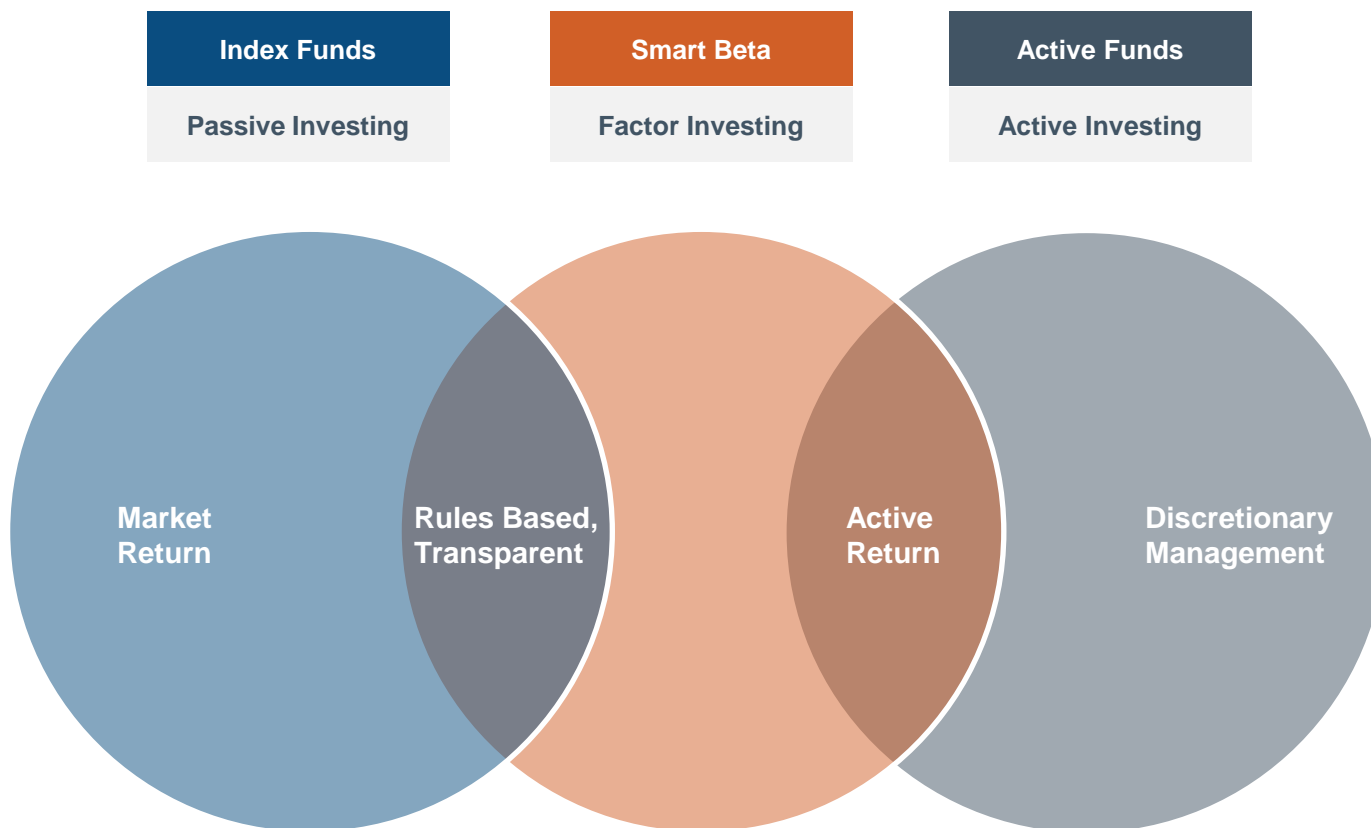 Index Funds
Passive Investing
Smart Beta
Factor Investing
Active Funds
Active Investing
Market
Return
Rules Based,
Transparent
Active
Return
Discretionary
Management